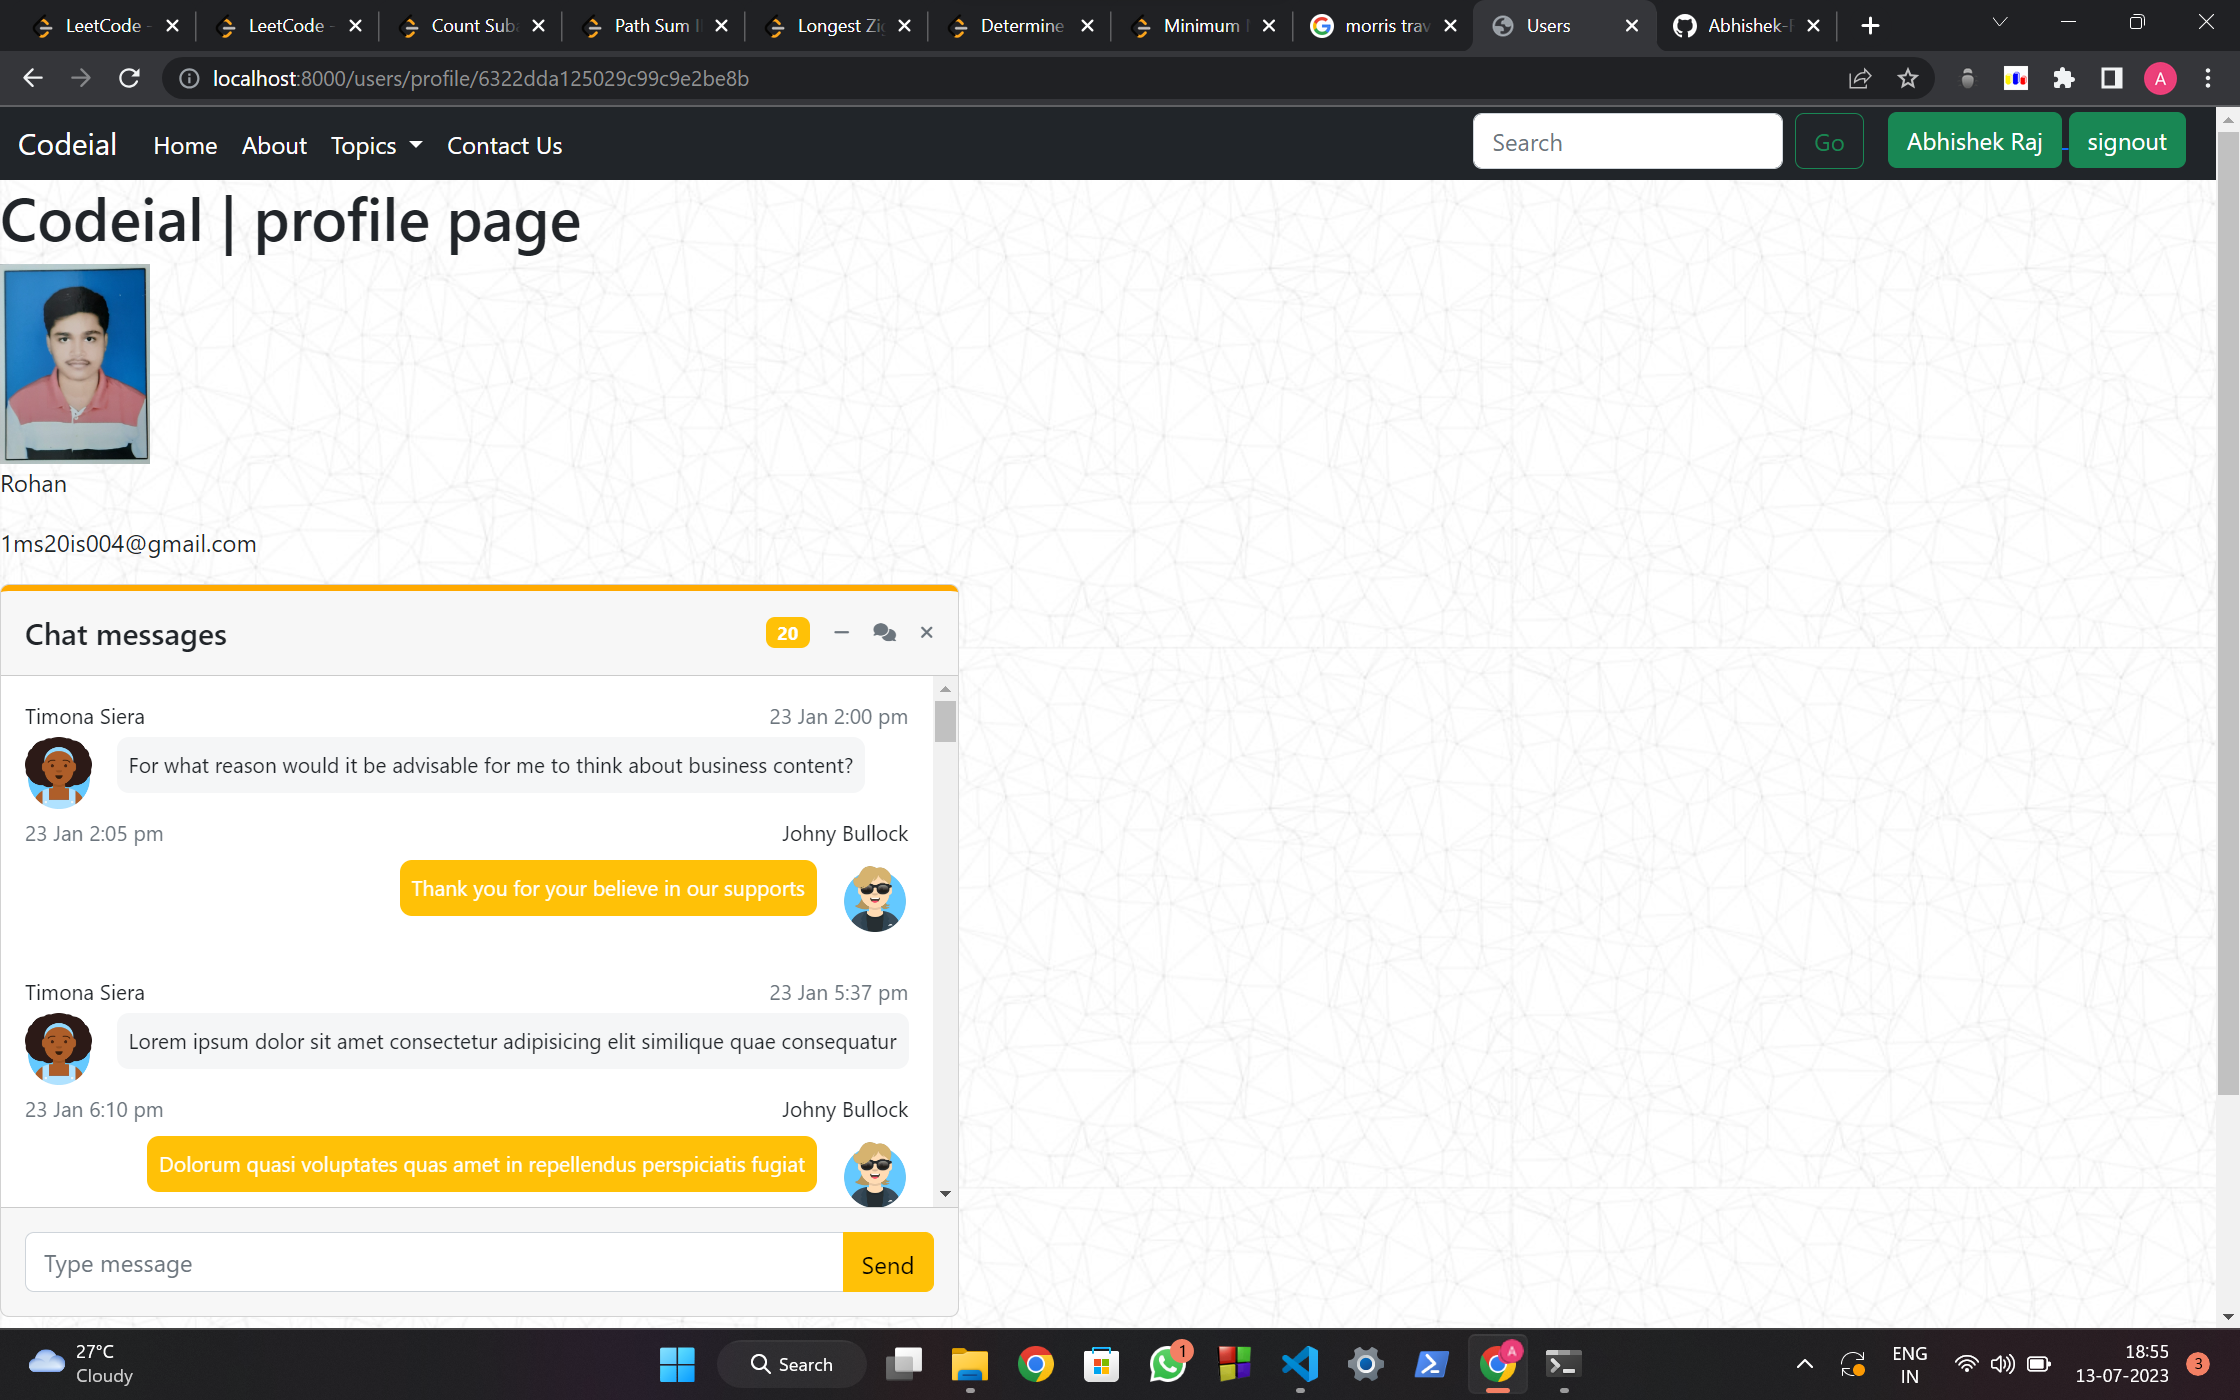 LeetCode -
LeetCode -
Count Sub
Path Sum I
Longest Zi
Determine
Minimum
morris trav
Users
Abhishek-
localhost:8000/users/profile/6322dda125029c99c9e2be8b
A
Codeial Home About Topics Contact Us Search Go Abhishek Raj signout
Codeial | profile page
Rohan
1ms20is004@gmail.com
Chat messages 20
Timona Siera 23 Jan 2:00 pm
For what reason would it be advisable for me to think about business content?
23 Jan 2:05 pm Johny Bullock
Thank you for your believe in our supports
Timona Siera 23 Jan 5:37 pm
Lorem ipsum dolor sit amet consectetur adipisicing elit similique quae consequatur
23 Jan 6:10 pm Johny Bullock
Dolorum quasi voluptates quas amet in repellendus perspiciatis fugiat
Type message Send
27°C
Cloudy
Search
1
A
ENG
IN
18:55
13-07-2023
3